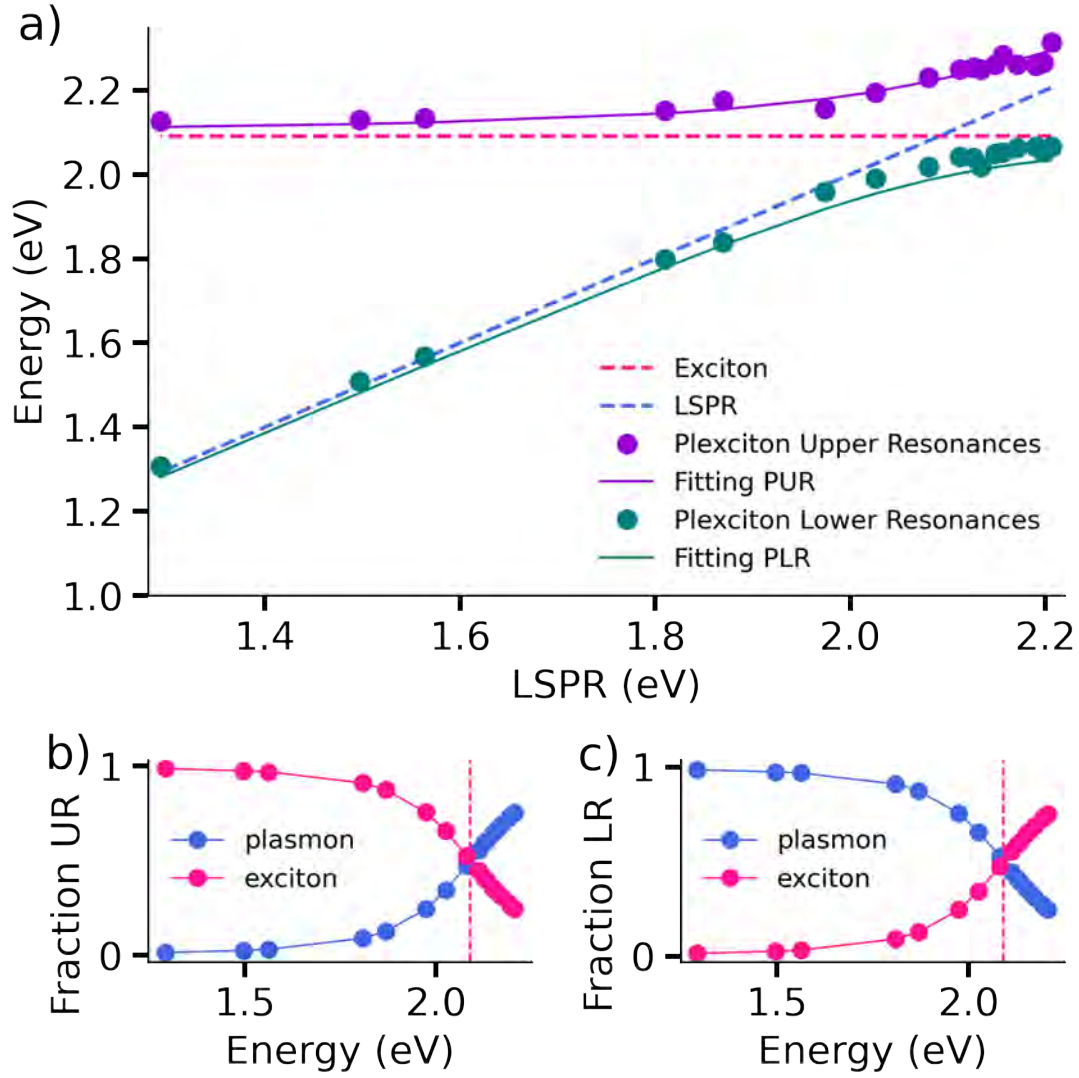 a)
Energy (eV)
2.2
2.0
1.8
1.6
1.4
1.2
1.0
Exciton
LSPR
Plexciton Upper Resonances
Fitting PUR
Plexciton Lower Resonances
Fitting PLR
1.4 1.6 1.8 2.0 2.2
LSPR (eV)
b)
Fraction UR
1
0
plasmon
exciton
1.5 2.0
Energy (eV)
c)
Fraction LR
1
0
plasmon
exciton
1.5 2.0
Energy (eV)